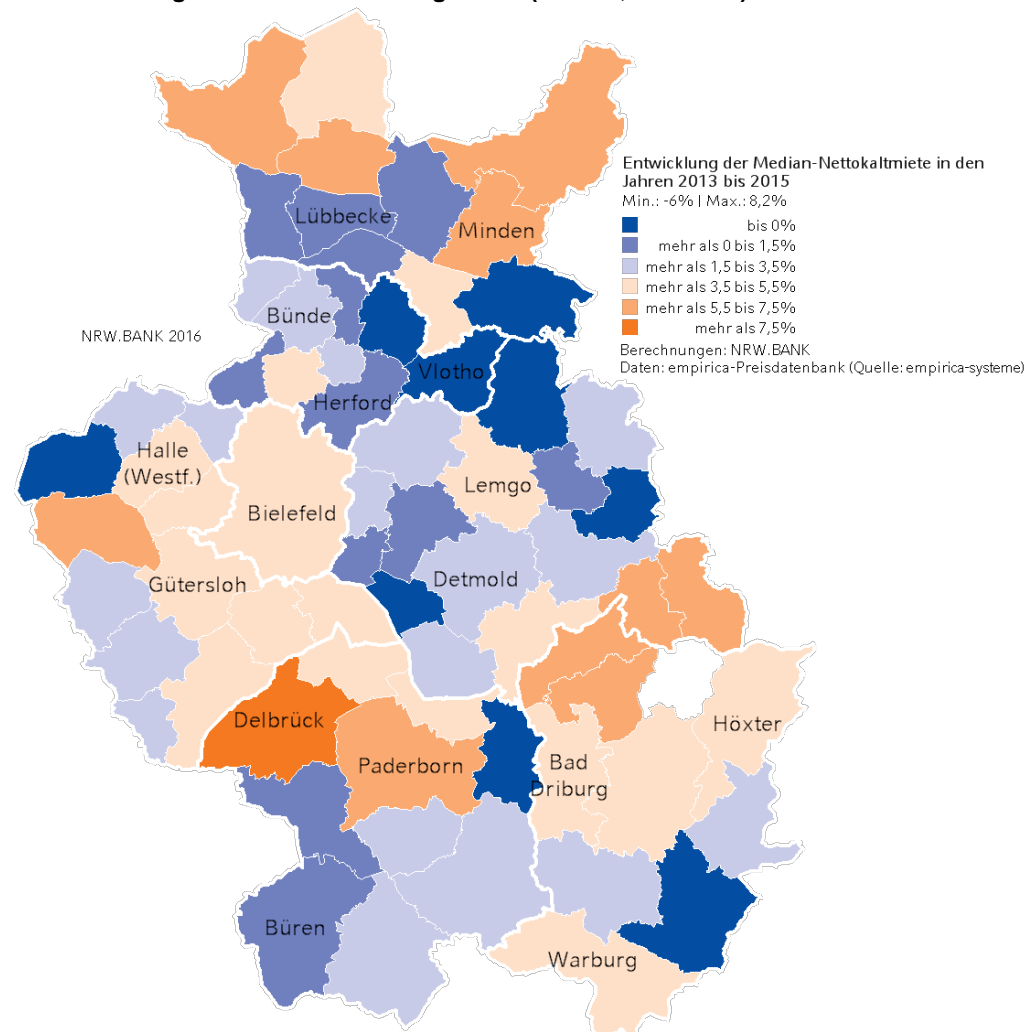 Entwicklung der Median-Nettokaltmiete in den
Jahren 2013 bis 2015
Min.: -6% | Max.: 8,2%
bis 0%
mehr als 0 bis 1,5%
mehr als 1,5 bis 3,5%
mehr als 3,5 bis 5,5%
mehr als 5,5 bis 7,5%
mehr als 7,5%
Berechnungen: NRW.BANK
Daten: empirica-Preisdatenbank (Quelle: empirica-systeme)
NRW.BANK 2016
Lübbecke
Minden
Bünde
Vlotho
Herford
Halle
(Westf.)
Lemgo
Bielefeld
Gütersloh
Detmold
Delbrück
Höxter
Paderborn
Bad
Driburg
Büren
Warburg